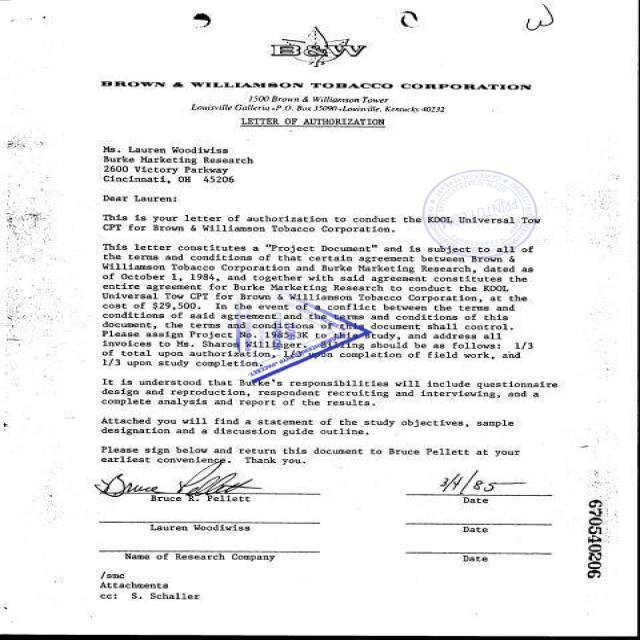 B&W
BROWN & WILLIAMSON TOBACCO CORPORATION
1500 Brown & Williamson Tower
Louisville Galleria • P.O. Box 35090 • Louisville, Kentucky 40232
LETTER OF AUTHORIZATION
Ms. Lauren Woodiwiss
Burke Marketing Research
2600 Victory Parkway
Cincinnati, OH 45206
Dear Lauren:
This is your letter of authorization to conduct the KOOL Universal Tow
CPT for Brown & Williamson Tobacco Corporation.
This letter constitutes a "Project Document" and is subject to all of
the terms and conditions of that certain agreement between Brown &
Williamson Tobacco Corporation and Burke Marketing Research, dated as
of October 1, 1984, and together with said agreement constitutes the
entire agreement for Burke Marketing Research to conduct the KOOL
Universal Tow CPT for Brown & Williamson Tobacco Corporation, at the
cost of $29,500. In the event of a conflict between the terms and
conditions of said agreement and the terms and conditions of this
document, the terms and conditions of this document shall control.
Please assign Project No. 1985-3K to this study, and address all
invoices to Ms. Sharon Billing should be as follows: 1/3
of total upon authorization, 1/3 upon completion of field work, and
1/3 upon study completion.
It is understood that Burke's responsibilities will include questionnaire
design and reproduction, respondent recruiting and interviewing, and a
complete analysis and report of the results.
Attached you will find a statement of the study objectives, sample
designation and a discussion guide outline.
Please sign below and return this document to Bruce Pellett at your
earliest convenience. Thank you.
Bruce Pellett 3/4/85
Bruce R. Pellett Date
Lauren Woodiwiss Date
Name of Research Company Date
/smc
Attachments
cc: S. Schaller
670540206